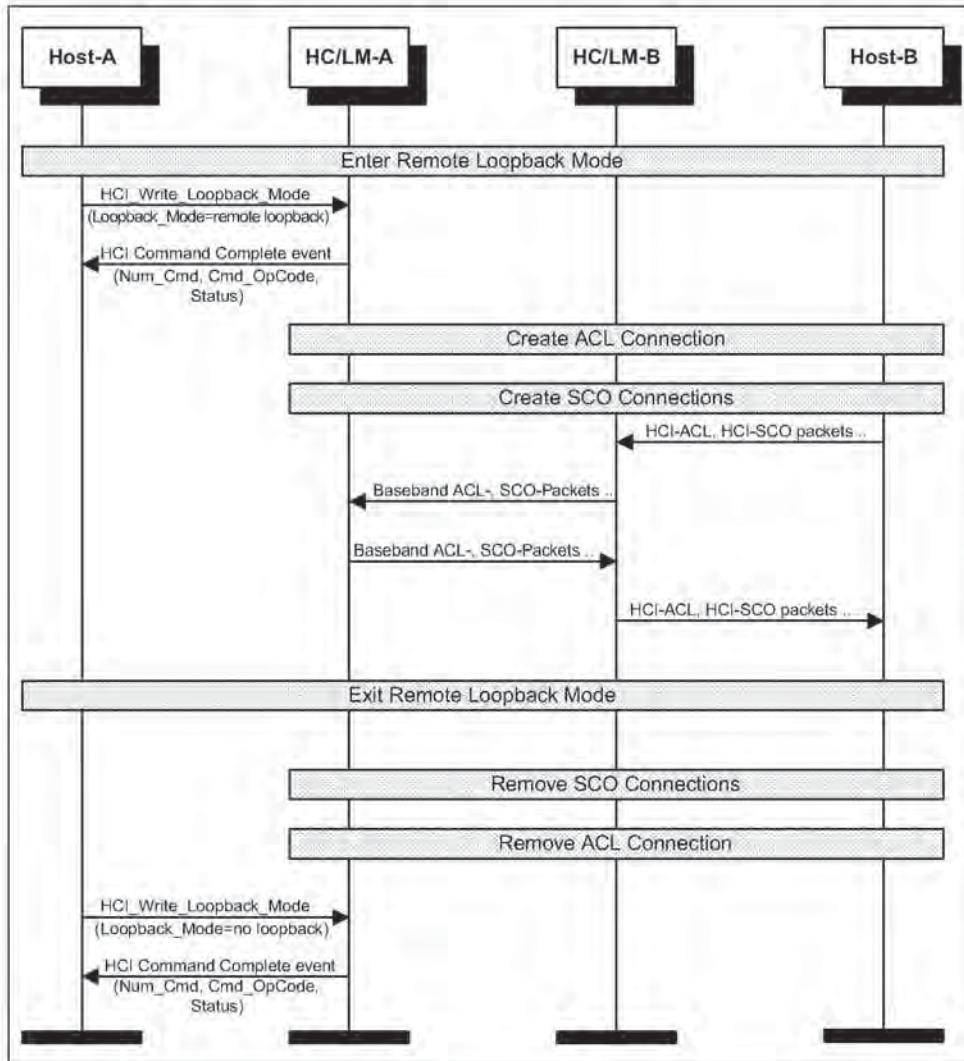 Host-A
HC/LM-A
HC/LM-B
Host-B
Enter Remote Loopback Mode
HCI_Write_Loopback_Mode
(Loopback_Mode=remote loopback)
HCI Command Complete event
(Num_Cmd, Cmd_OpCode,
Status)
Create ACL Connection
Create SCO Connections
HCI-ACL, HCI-SCO packets ..
Baseband ACL-, SCO-Packets ..
Baseband ACL-, SCO-Packets ..
HCI-ACL, HCI-SCO packets ..
Exit Remote Loopback Mode
Remove SCO Connections
Remove ACL Connection
HCI_Write_Loopback_Mode
(Loopback_Mode=no loopback)
HCI Command Complete event
(Num_Cmd, Cmd_OpCode,
Status)